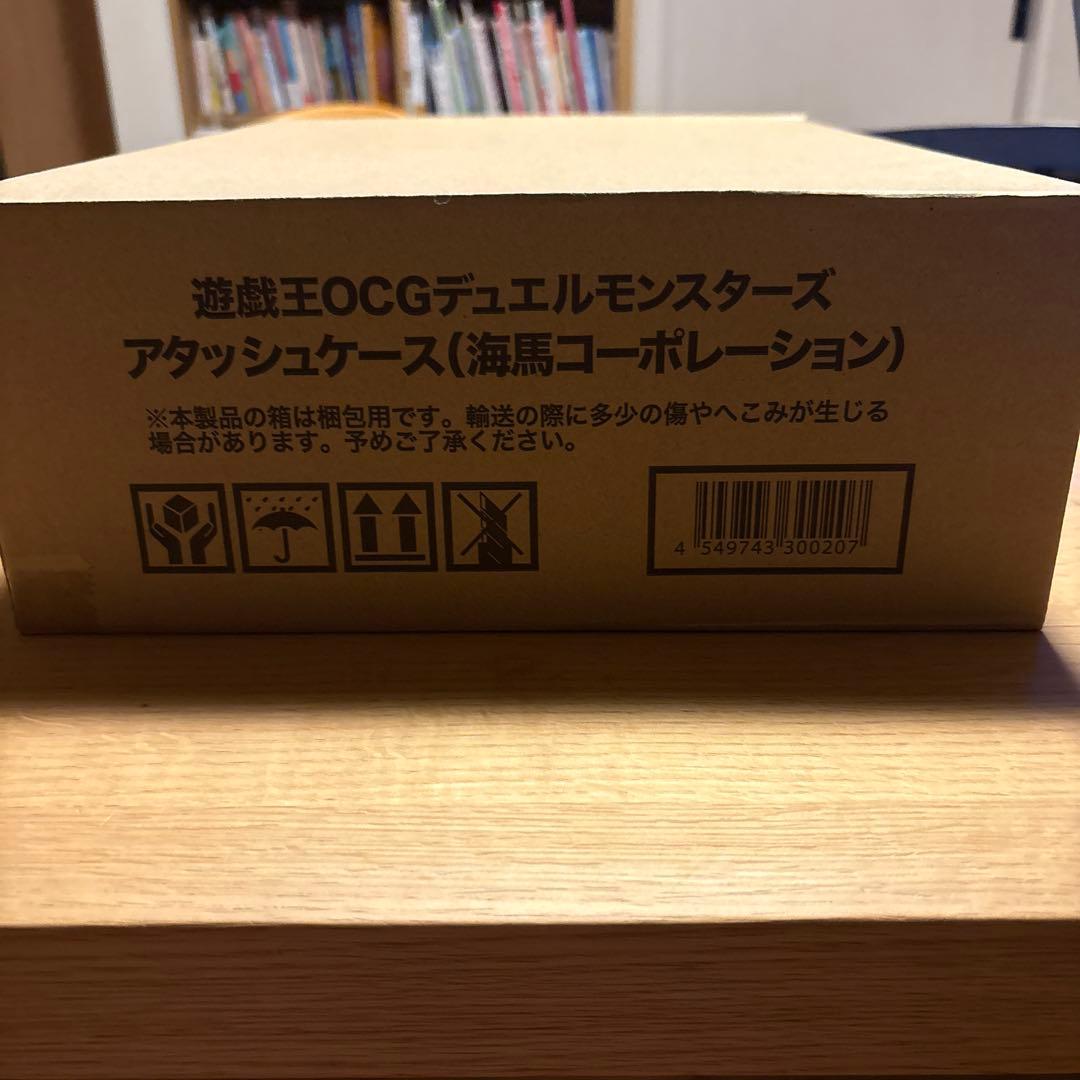 遊戯王OCGデュエルモンスターズ
アタッシュケース(海馬コーポレーション)
※本製品の箱は梱包用です。輸送の際に多少の傷やへこみが生じる
場合があります。予めご了承ください。
4 549743 300207